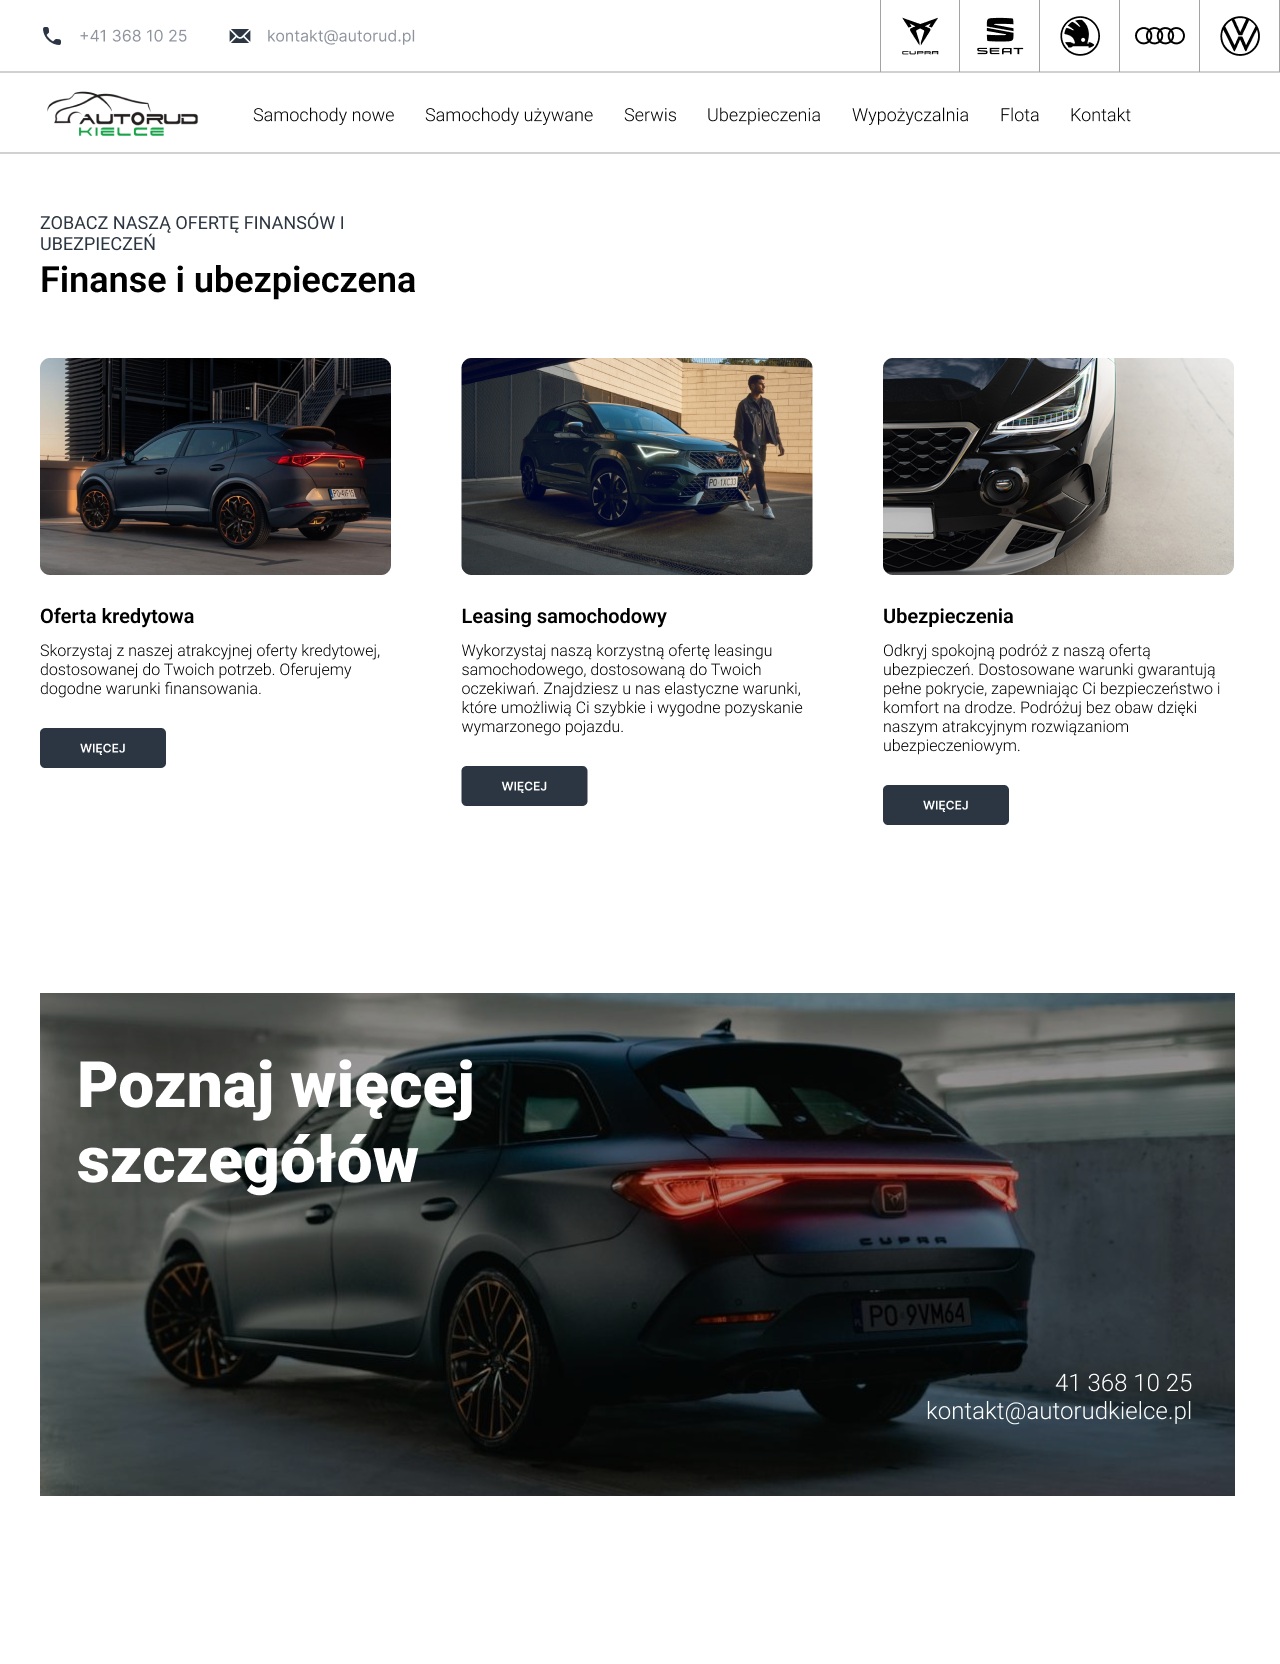 +41 368 10 25
kontakt@autorud.pl
CUPRA
SEAT
AUTORUD
KIELCE
Samochody nowe
Samochody używane
Serwis
Ubezpieczenia
Wypożyczalnia
Flota
Kontakt
ZOBACZ NASZĄ OFERTĘ FINANSÓW I
UBEZPIECZEŃ
Finanse i ubezpieczena
PO 1XC33
Oferta kredytowa
Skorzystaj z naszej atrakcyjnej oferty kredytowej,
dostosowanej do Twoich potrzeb. Oferujemy
dogodne warunki finansowania.
WIĘCEJ
Leasing samochodowy
Wykorzystaj naszą korzystną ofertę leasingu
samochodowego, dostosowaną do Twoich
oczekiwań. Znajdziesz u nas elastyczne warunki,
które umożliwią Ci szybkie i wygodne pozyskanie
wymarzonego pojazdu.
WIĘCEJ
Ubezpieczenia
Odkryj spokojną podróż z naszą ofertą
ubezpieczeń. Dostosowane warunki gwarantują
pełne pokrycie, zapewniając Ci bezpieczeństwo i
komfort na drodze. Podróżuj bez obaw dzięki
naszym atrakcyjnym rozwiązaniom
ubezpieczeniowym.
WIĘCEJ
Poznaj więcej
szczegółów
CUPRA
PO 9VM64
41 368 10 25
kontakt@autorudkielce.pl